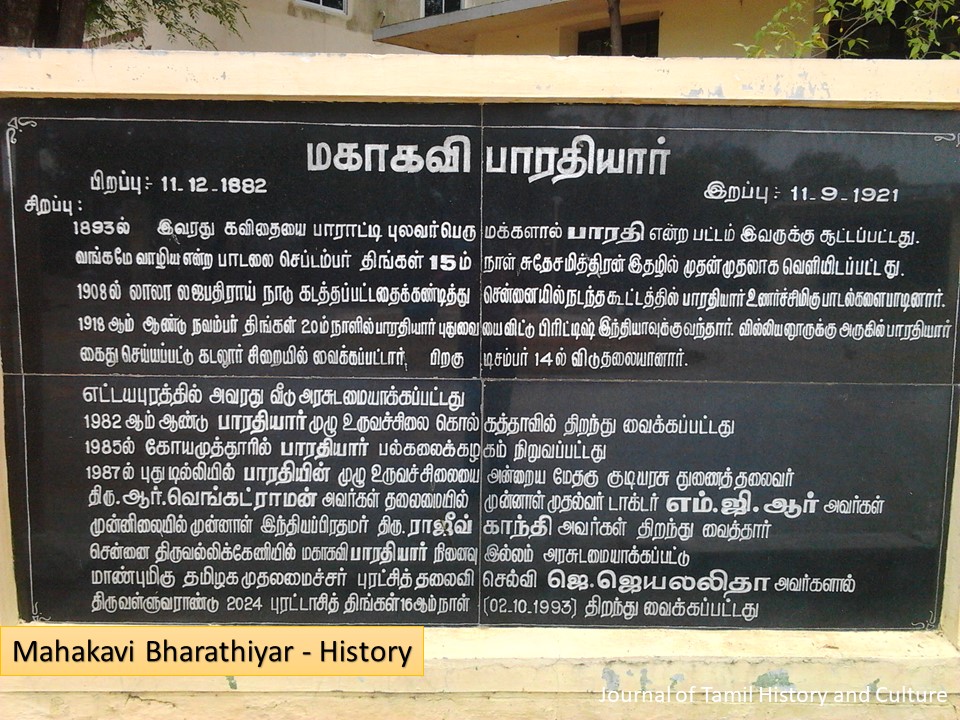 மகாகவி பாரதியார்
பிறப்பு:- 11-12-1882 இறப்பு:- 11-9-1921
சிறப்பு :
1893ல் இவரது கவிதையை பாராட்டி புலவர்பெரு மக்களால் பாரதி என்ற பட்டம் இவருக்கு சூட்டப்பட்டது.
வங்கமே வாழிய என்ற பாடலை செப்டம்பர் திங்கள் 15ம் நாள் சுதேசமித்திரன் இதழில் முதன்முதலாக வெளியிடப்பட்டது.
1908ல் லாலா லஜபதிராய் நாடு கடத்தப்பட்டதைக்கண்டித்து சென்னையில் நடந்த கூட்டத்தில் பாரதியார் உணர்ச்சிமிகு பாடல்களைபாடினார்.
1918 ஆம் ஆண்டு நவம்பர் திங்கள் 20ம் நாளில் பாரதியார் புதுவையை விட்டு பிரிட்டிஷ் இந்தியாவுக்கு வந்தார். வில்லியனூருக்கு அருகில் பாரதியார்
கைது செய்யப்பட்டு கடலூர் சிறையில் வைக்கப்பட்டார். பிறகு டிசம்பர் 14ல் விடுதலையானார்.
எட்டயபுரத்தில் அவரது வீடு அரசுடமையாக்கப்பட்டது
1982 ஆம் ஆண்டு பாரதியார் முழு உருவச்சிலை கொல்கத்தாவில் திறந்து வைக்கப்பட்டது
1985ல் கோயமுத்தூரில் பாரதியார் பல்கலைக்கழகம் நிறுவப்பட்டது
1987ல் புதுடில்லியில் பாரதியின் முழு உருவச்சிலையை அன்றைய மேதகு குடியரசு துணைத்தலைவர்
திரு.ஆர்.வெங்கட்ராமன் அவர்கள் தலைமையில் முன்னாள் முதல்வர் டாக்டர் எம்.ஜி.ஆர் அவர்கள்
முன்னிலையில் முன்னாள் இந்தியப்பிரதமர் திரு. ராஜீவ் காந்தி அவர்கள் திறந்து வைத்தார்
சென்னை திருவல்லிக்கேணியில் மகாகவி பாரதியார் நினைவு இல்லம் அரசுடமையாக்கப்பட்டு
மாண்புமிகு தமிழக முதலமைச்சர் புரட்சித் தலைவி செல்வி ஜெ.ஜெயலலிதா அவர்களால்
திருவள்ளுவராண்டு 2024 புரட்டாசித் திங்கள் 16 ஆம் நாள் (02.10.1993) திறந்து வைக்கப்பட்டது
Mahakavi Bharathiyar - History
Journal of Tamil History and Culture